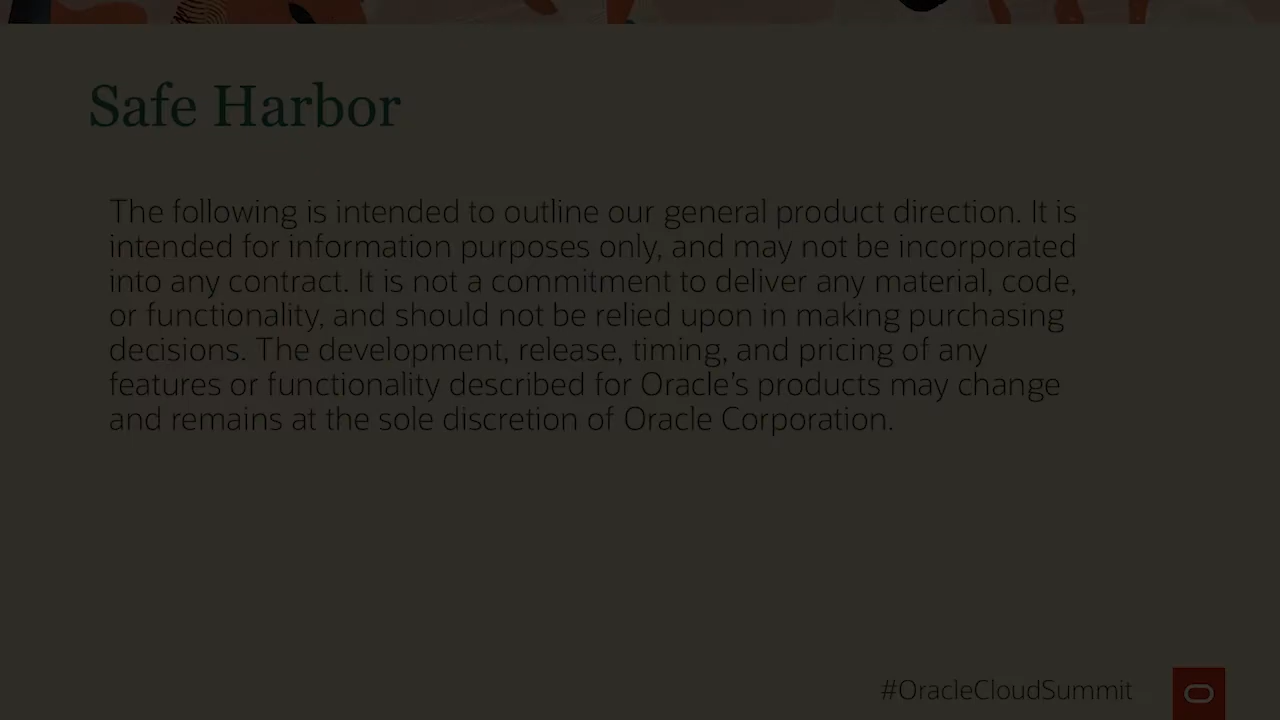 Safe Harbor
The following is intended to outline our general product direction. It is
intended for information purposes only, and may not be incorporated
into any contract. It is not a commitment to deliver any material, code,
or functionality, and should not be relied upon in making purchasing
decisions. The development, release, timing, and pricing of any
features or functionality described for Oracle’s products may change
and remains at the sole discretion of Oracle Corporation.
#OracleCloudSummit